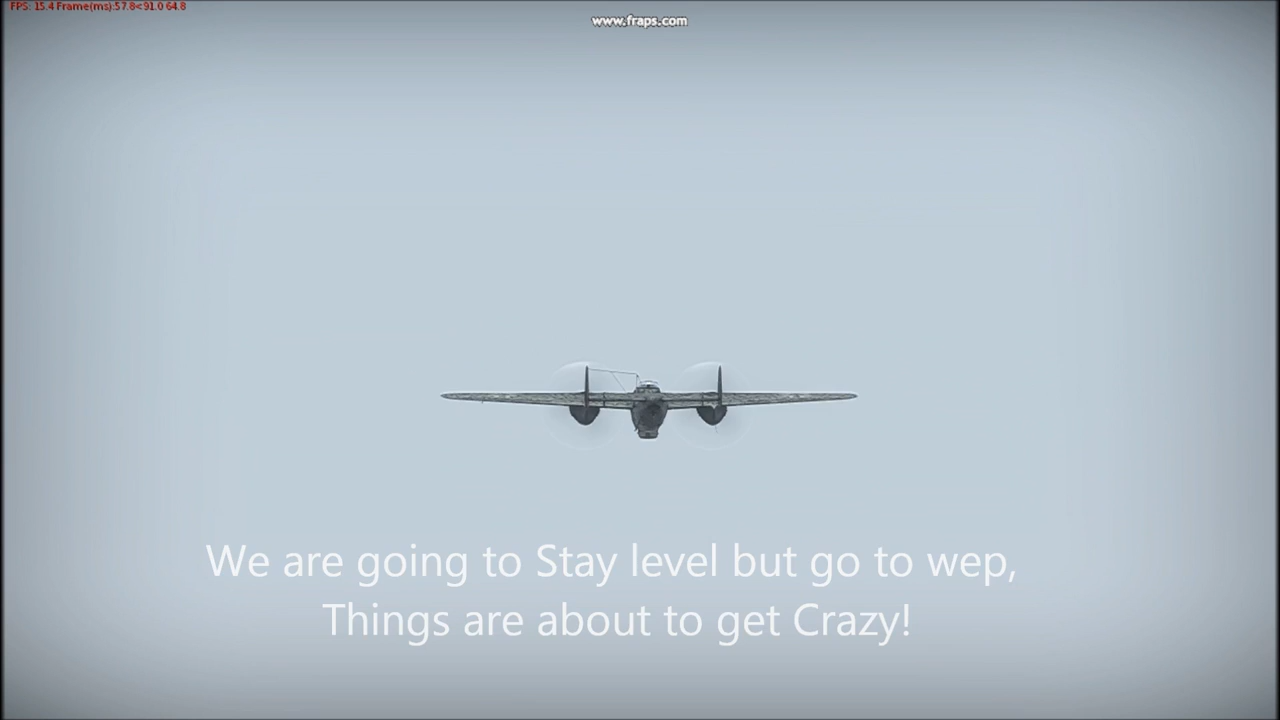 FPS: 15.4 Frame(ms):57.8<91.0 64.8
www.fraps.com
We are going to Stay level but go to wep,
Things are about to get Crazy!